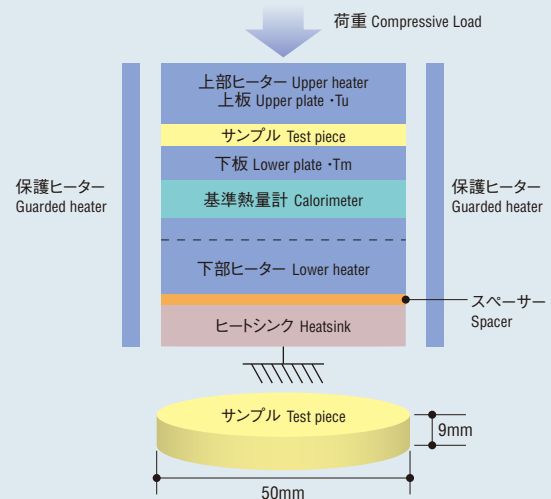 荷重 Compressive Load
上部ヒーター Upper heater
上板 Upper plate・Tu
サンプル Test piece
下板 Lower plate・Tm
基準熱量計 Calorimeter
下部ヒーター Lower heater
ヒートシンク Heatsink
保護ヒーター
Guarded heater
保護ヒーター
Guarded heater
スペーサー
Spacer
サンプル Test piece
9mm
50mm